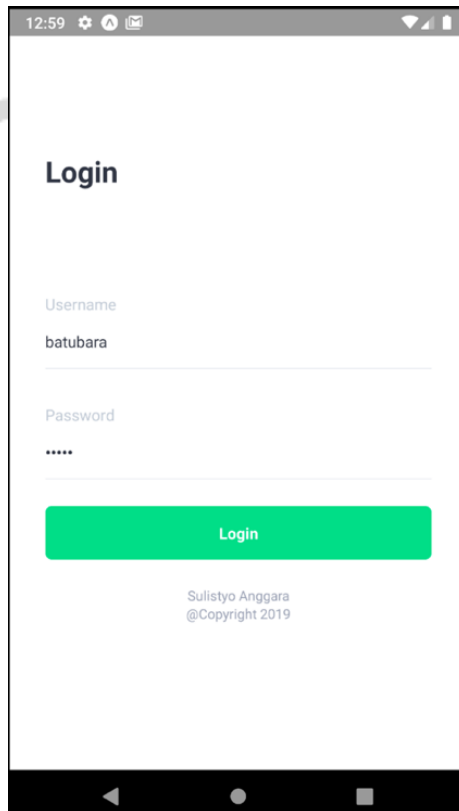 12:59
Login
Username
batubara
Password
•••••
Login
Sulistyo Anggara
@Copyright 2019